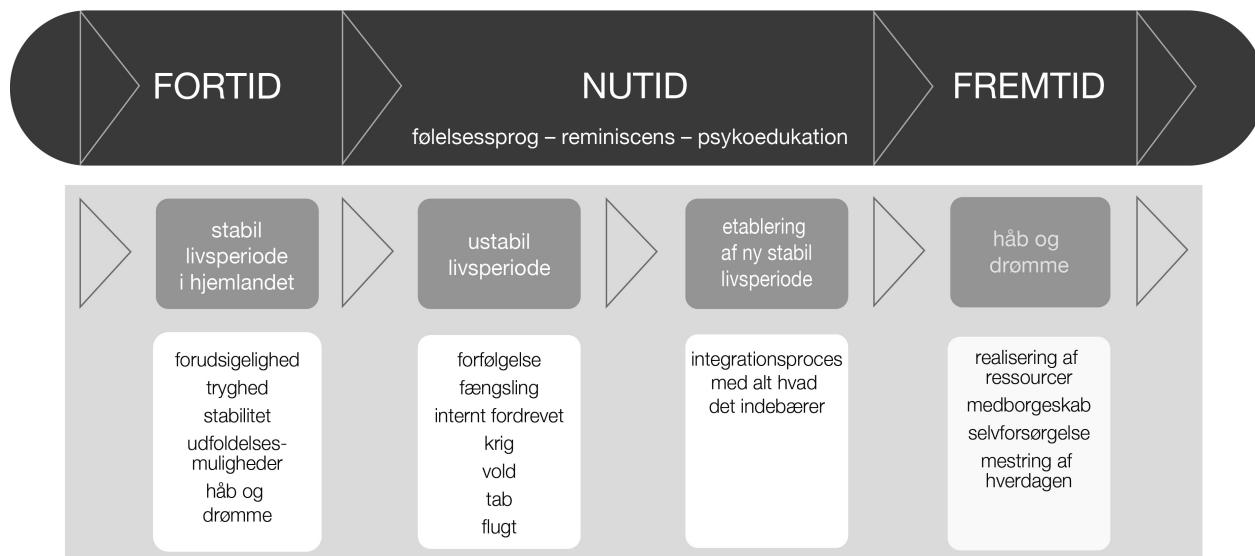 FORTID
NUTID
FREMTID
følelsessprog – reminiscens – psykoedukation
stabil
livsperiode
i hjemlandet
ustabil
livsperiode
etablering
af ny stabil
livsperiode
håb og
drømme
forudsigelighed
tryghed
stabilitet
udfoldelses-
muligheder
håb og
drømme
forfølgelse
fængsling
internt fordrevet
krig
vold
tab
flugt
integrationsproces
med alt hvad
det indebærer
realisering af
ressourcer
medborgeskab
selvforsørgelse
mestring af
hverdagen